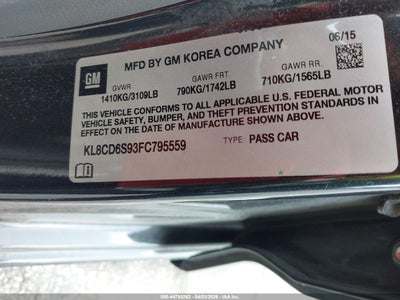 MFD BY GM KOREA COMPANY
06/15
GM
GVWR
1410KG/3109LB
GAWR FRT
790KG/1742LB
GAWR RR.
710KG/1565LB
THIS VEHICLE CONFORMS TO ALL APPLICABLE U.S. FEDERAL MOTOR
VEHICLE SAFETY, BUMPER, AND THEFT PREVENTION STANDARDS IN
EFFECT ON THE DATE OF MANUFACTURE SHOWN ABOVE.
KL8CD6S93FC795559
TYPE: PASS CAR